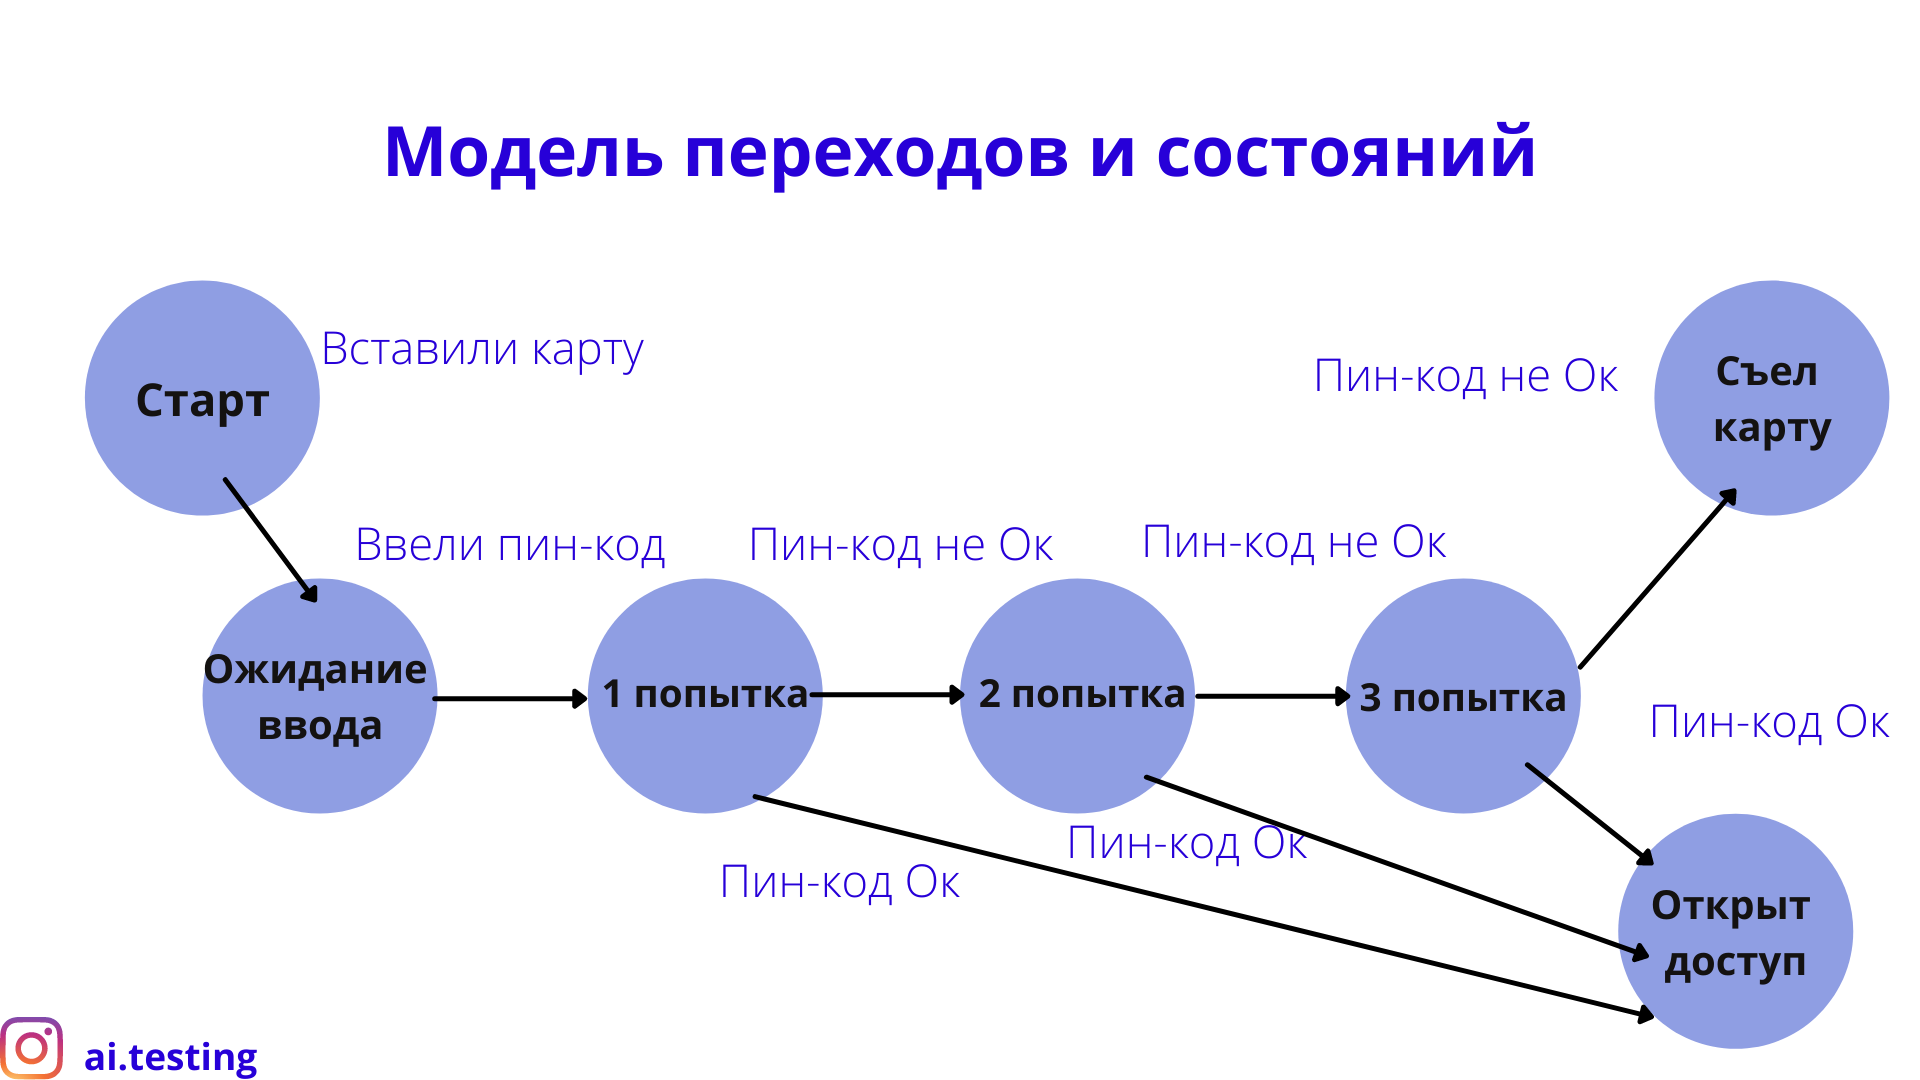 Модель переходов и состояний
Старт
Вставили карту
Пин-код не Ок
Съел
карту
Ввели пин-код
Пин-код не Ок
Пин-код не Ок
Ожидание
ввода
1 попытка
2 попытка
3 попытка
Пин-код Ок
Пин-код Ок
Пин-код Ок
Открыт
доступ
ai.testing